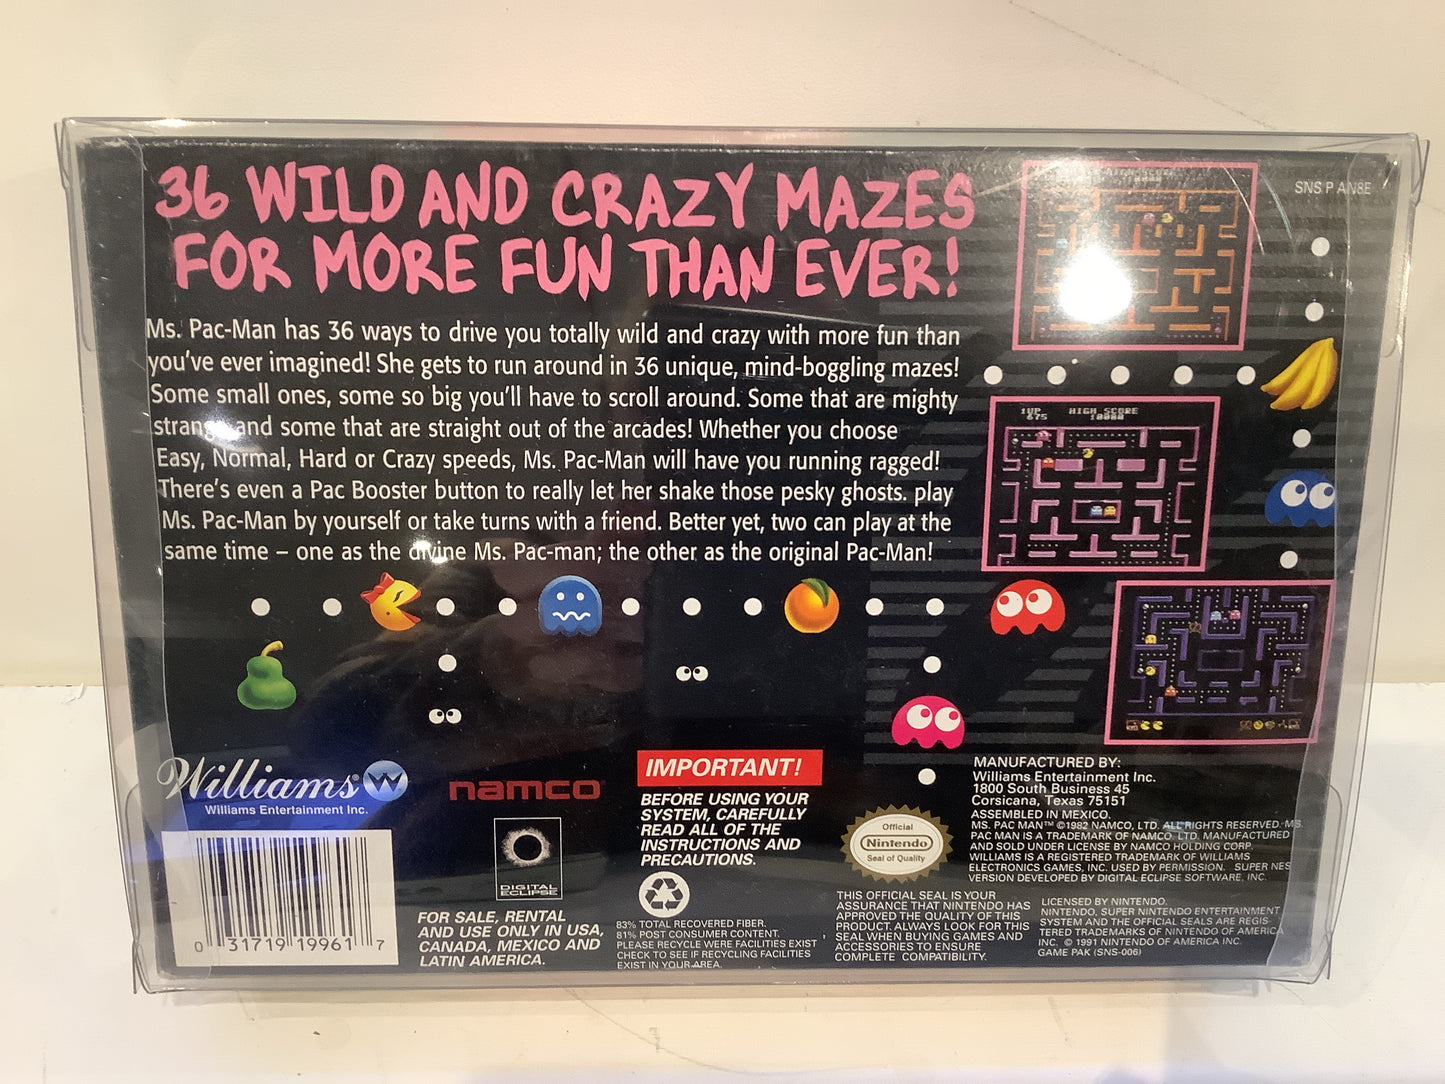 36 WILD AND CRAZY MAZES
FOR MORE FUN THAN EVER!
SNS P AN8E
Ms. Pac-Man has 36 ways to drive you totally wild and crazy with more fun than
you've ever imagined! She gets to run around in 36 unique, mind-boggling mazes!
Some small ones, some so big you'll have to scroll around. Some that are mighty
strange and some that are straight out of the arcades! Whether you choose
Easy, Normal, Hard or Crazy speeds, Ms. Pac-Man will have you running ragged!
There's even a Pac Booster button to really let her shake those pesky ghosts. play
Ms. Pac-Man by yourself or take turns with a friend. Better yet, two can play at the
same time – one as the divine Ms. Pac-man; the other as the original Pac-Man!
HIGH SCORE
1UP HIGH SCORE
675 10000
Williams® W
Williams Entertainment Inc.
namco
DIGITAL
ECLIPSE
0 31719 19961 7
FOR SALE, RENTAL
AND USE ONLY IN USA,
CANADA, MEXICO AND
LATIN AMERICA.
IMPORTANT!
BEFORE USING YOUR
SYSTEM, CAREFULLY
READ ALL OF THE
INSTRUCTIONS AND
PRECAUTIONS.
83% TOTAL RECOVERED FIBER.
81% POST CONSUMER CONTENT.
PLEASE RECYCLE WERE FACILITIES EXIST
CHECK TO SEE IF RECYCLING FACILITIES
EXIST IN YOUR AREA.
Official
Nintendo
Seal of Quality
THIS OFFICIAL SEAL IS YOUR
ASSURANCE THAT NINTENDO HAS
APPROVED THE QUALITY OF THIS
PRODUCT. ALWAYS LOOK FOR THIS
SEAL WHEN BUYING GAMES AND
ACCESSORIES TO ENSURE
COMPLETE COMPATIBILITY.
MANUFACTURED BY:
Williams Entertainment Inc.
1800 South Business 45
Corsicana, Texas 75151
ASSEMBLED IN MEXICO.
MS. PAC MAN™ ©1982 NAMCO, LTD. ALL RIGHTS RESERVED. MS.
PAC MAN IS A TRADEMARK OF NAMCO. LTD. MANUFACTURED
AND SOLD UNDER LICENSE BY NAMCO HOLDING CORP.
WILLIAMS IS A REGISTERED TRADEMARK OF WILLIAMS
ELECTRONICS GAMES, INC. USED BY PERMISSION. SUPER NES
VERSION DEVELOPED BY DIGITAL ECLIPSE SOFTWARE, INC.
LICENSED BY NINTENDO.
NINTENDO, SUPER NINTENDO ENTERTAINMENT
SYSTEM AND THE OFFICIAL SEALS ARE REGIS-
TERED TRADEMARKS OF NINTENDO OF AMERICA
INC. © 1991 NINTENDO OF AMERICA INC.
GAME PAK (SNS-006)